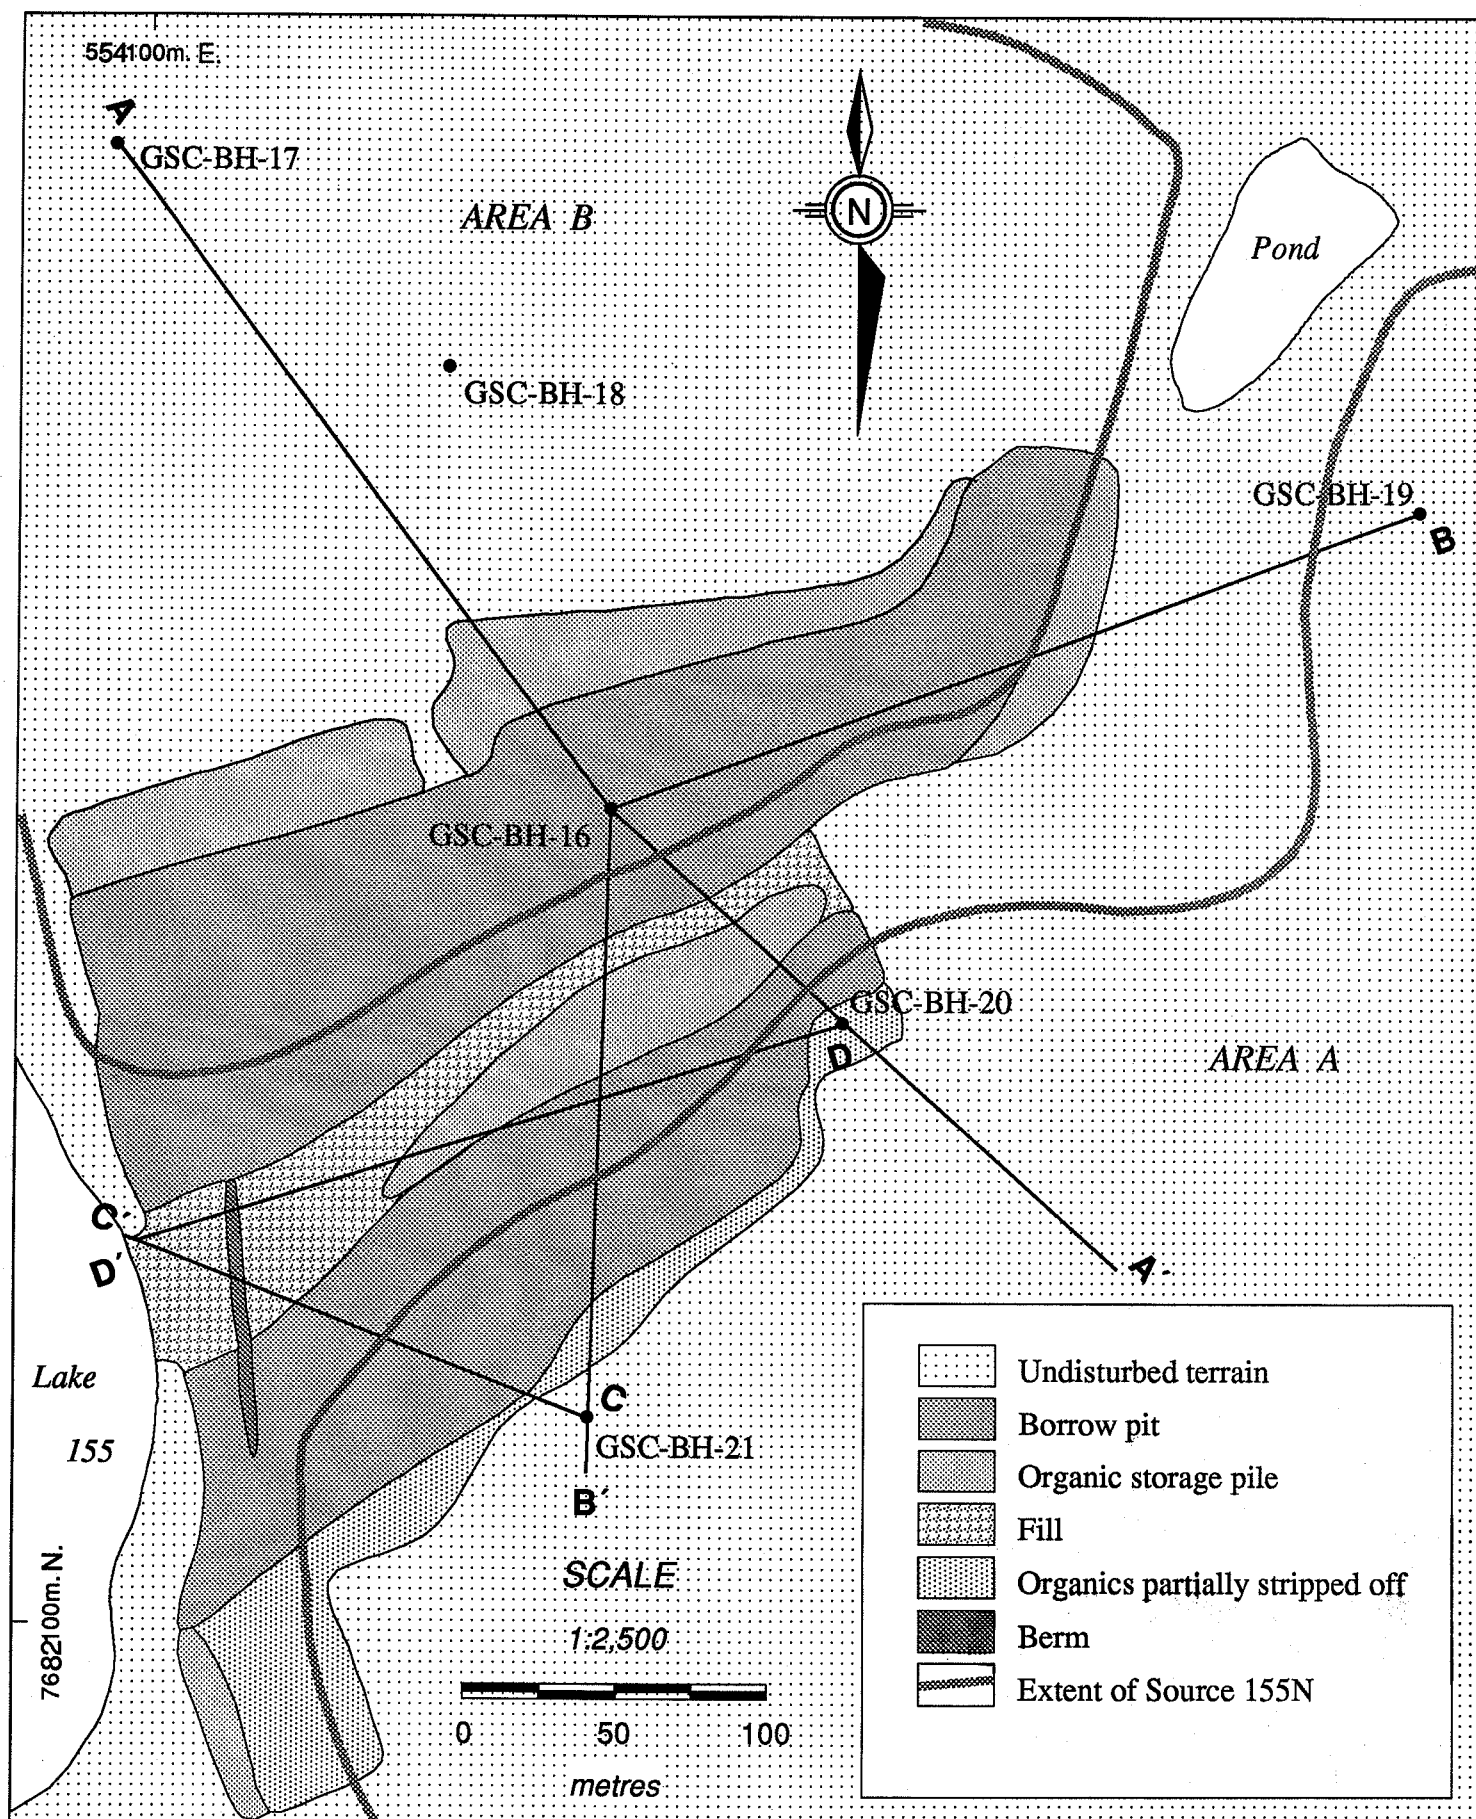 554100m. E.
A
GSC-BH-17
N
AREA B
Pond
GSC-BH-18
GSC-BH-19
B
GSC-BH-16
GSC-BH-20
D
AREA A
C´
D´
A´
Lake
155
C
GSC-BH-21
B´
7682100m. N.
SCALE
1:2,500
0 50 100
metres
Undisturbed terrain
Borrow pit
Organic storage pile
Fill
Organics partially stripped off
Berm
Extent of Source 155N